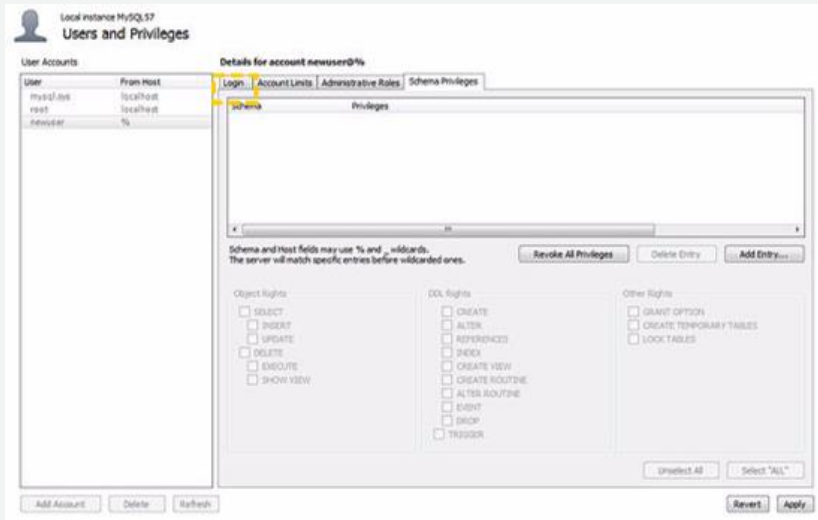 Local instance MySQL57
Users and Privileges
User Accounts
Details for account newuser@%
User From Host
mysql.sys localhost
root localhost
newuser %
Login Account Limits Administrative Roles Schema Privileges
Schema Privileges
Schema and Host fields may use % and _ wildcards.
The server will match specific entries before wildcarded ones.
Revoke All Privileges Delete Entry Add Entry...
Object Rights DDL Rights Other Rights
SELECT CREATE GRANT OPTION
INSERT ALTER CREATE TEMPORARY TABLES
UPDATE REFERENCES LOCK TABLES
DELETE INDEX
EXECUTE CREATE VIEW
SHOW VIEW CREATE ROUTINE
ALTER ROUTINE
EVENT
DROP
TRIGGER
Unselect All Select "ALL"
Add Account Delete Refresh Revert Apply